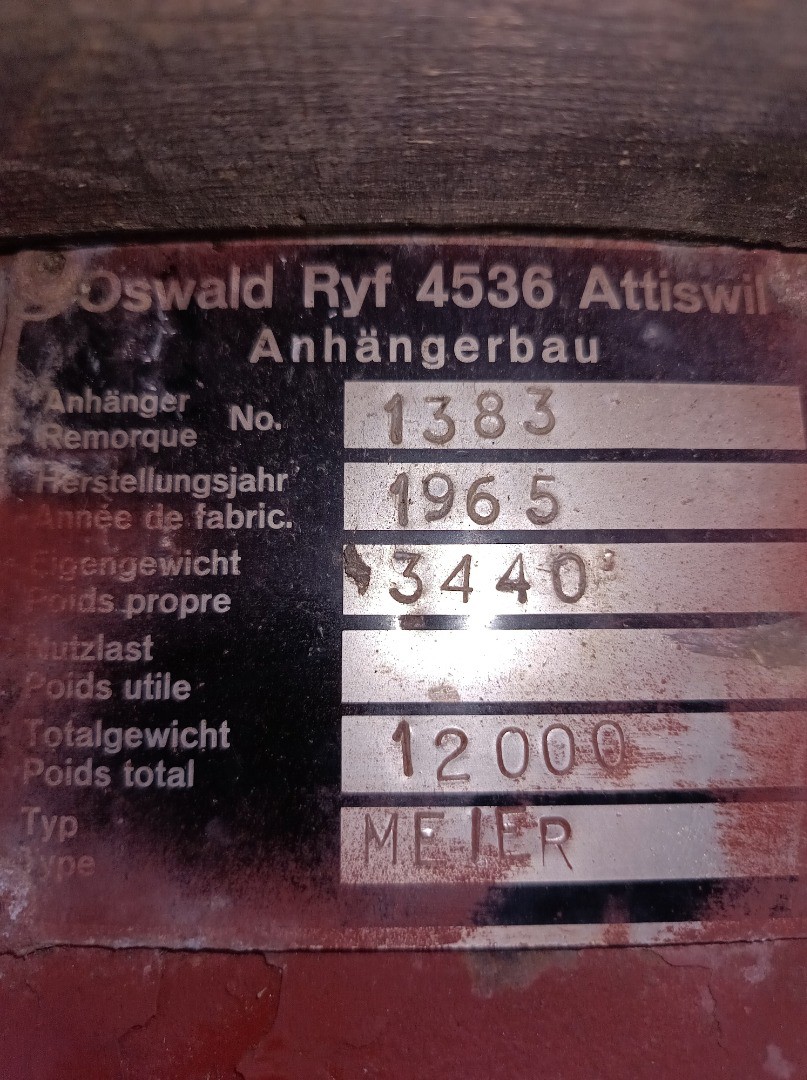 Oswald Ryf 4536 Attiswil
Anhängerbau
Anhänger
Remorque No. 1383
Herstellungsjahr
Année de fabric. 1965
Eigengewicht
Poids propre 3440
Nutzlast
Poids utile
Totalgewicht
Poids total 12000
Typ
Type MEIER